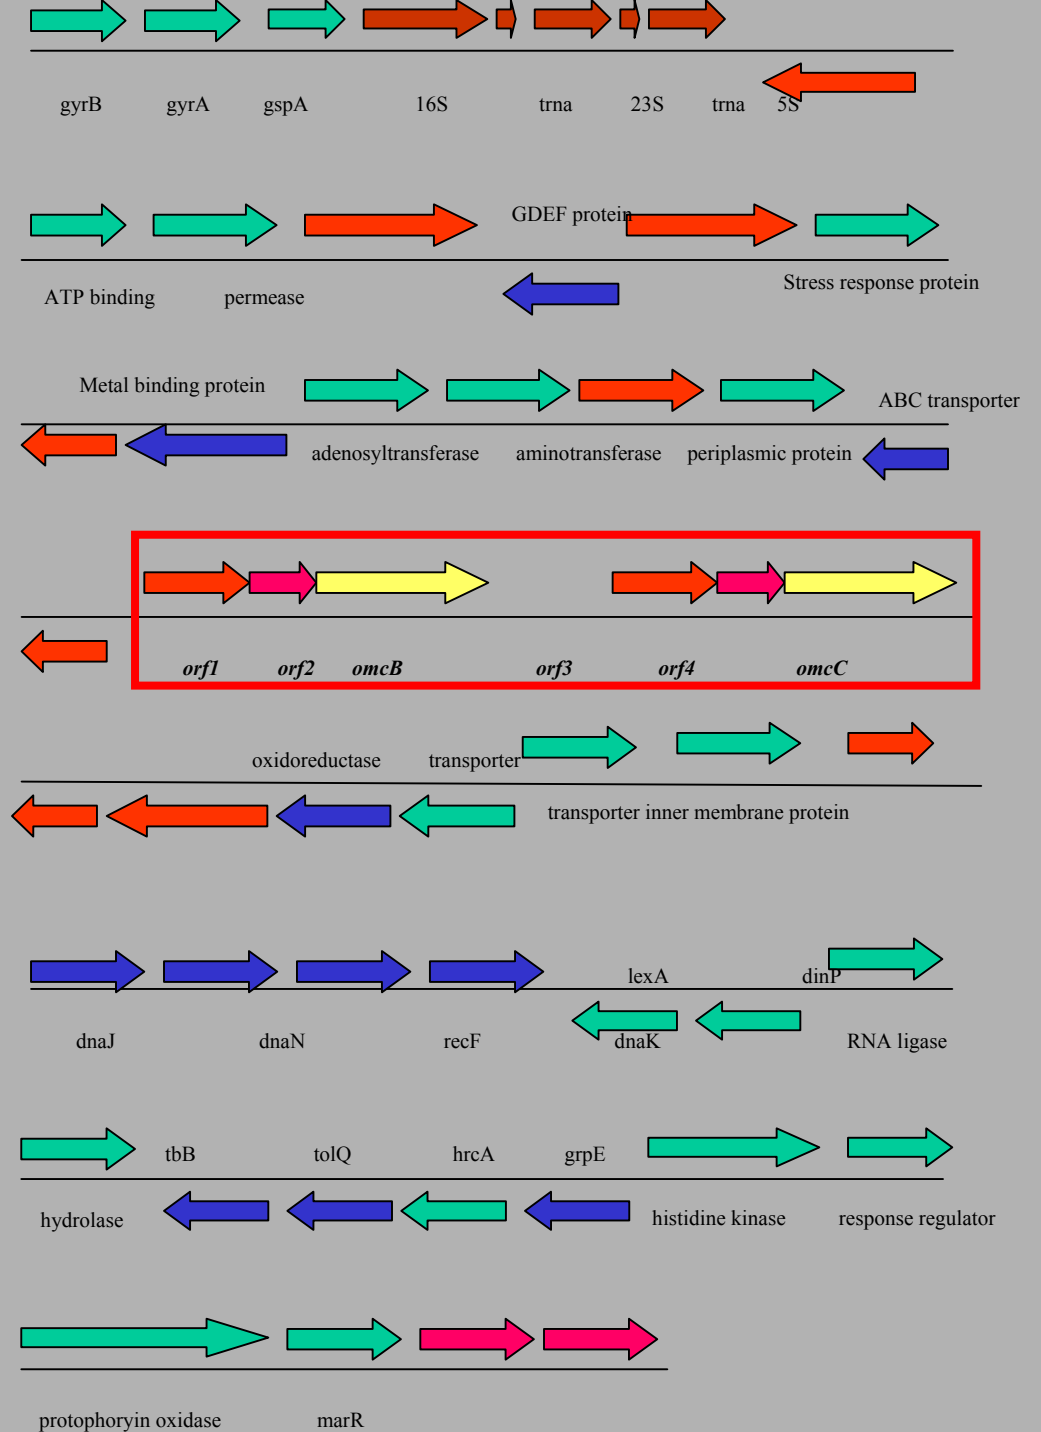 gyrB gyrA gspA 16S trna 23S trna 5S
GDEF protein
ATP binding permease Stress response protein
Metal binding protein ABC transporter
adenosyltransferase aminotransferase periplasmic protein
orf1 orf2 omcB orf3 orf4 omcC
oxidoreductase transporter
transporter inner membrane protein
lexA dinP
dnaJ dnaN recF dnaK RNA ligase
tbB tolQ hrcA grpE
hydrolase histidine kinase response regulator
protophoryin oxidase marR